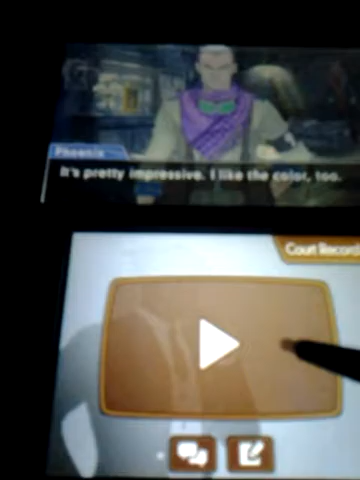 Phoenix
It's pretty impressive. I like the color, too.
Court Record